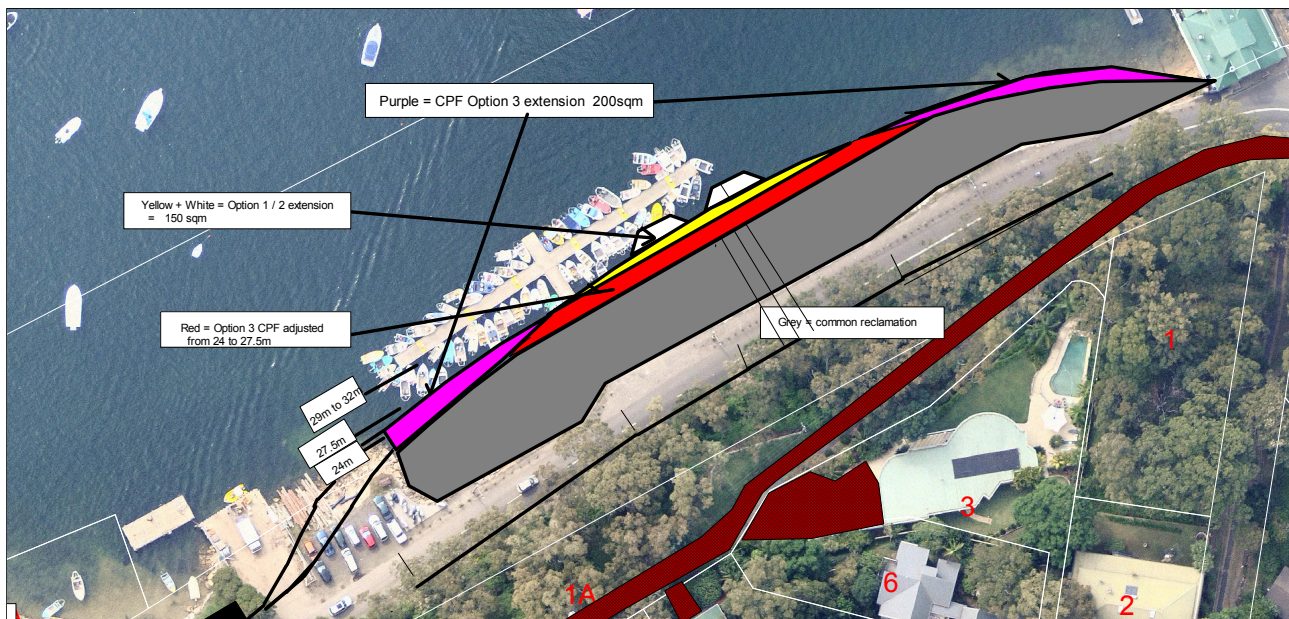 Purple = CPF Option 3 extension 200sqm
Yellow + White = Option 1 / 2 extension
= 150 sqm
Red = Option 3 CPF adjusted
from 24 to 27.5m
Grey = common reclamation
29m to 32m
27.5m
24m
1
3
1A
6
2